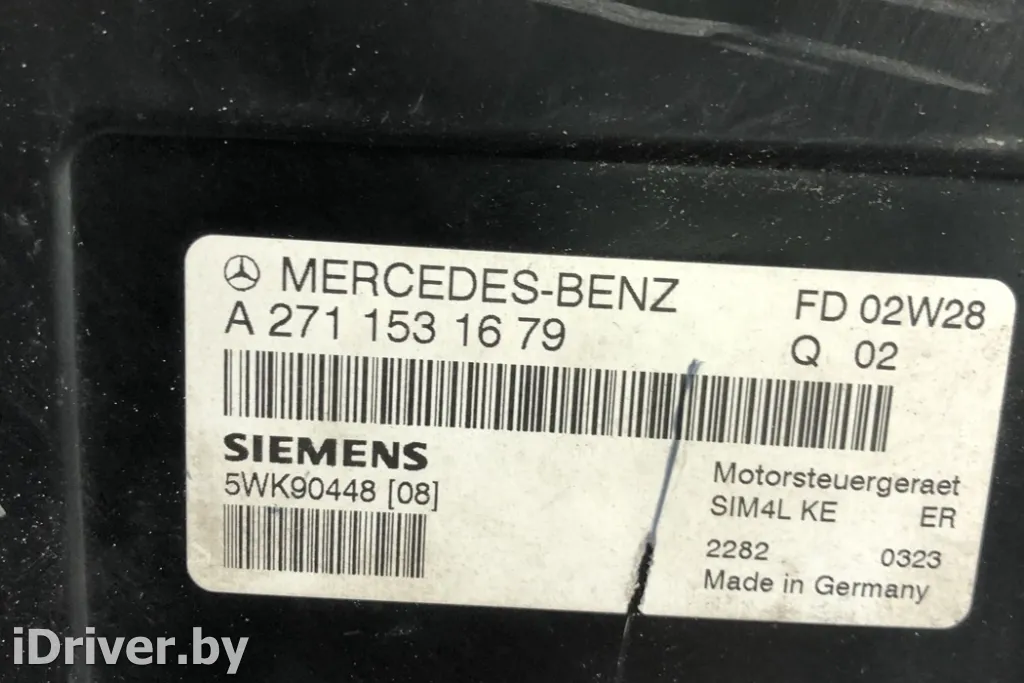 MERCEDES-BENZ
A 271 153 16 79
FD 02W28
Q 02
SIEMENS
5WK90448 [08]
Motorsteuergeraet
SIM4L KE ER
2282 0323
Made in Germany
iDriver.by